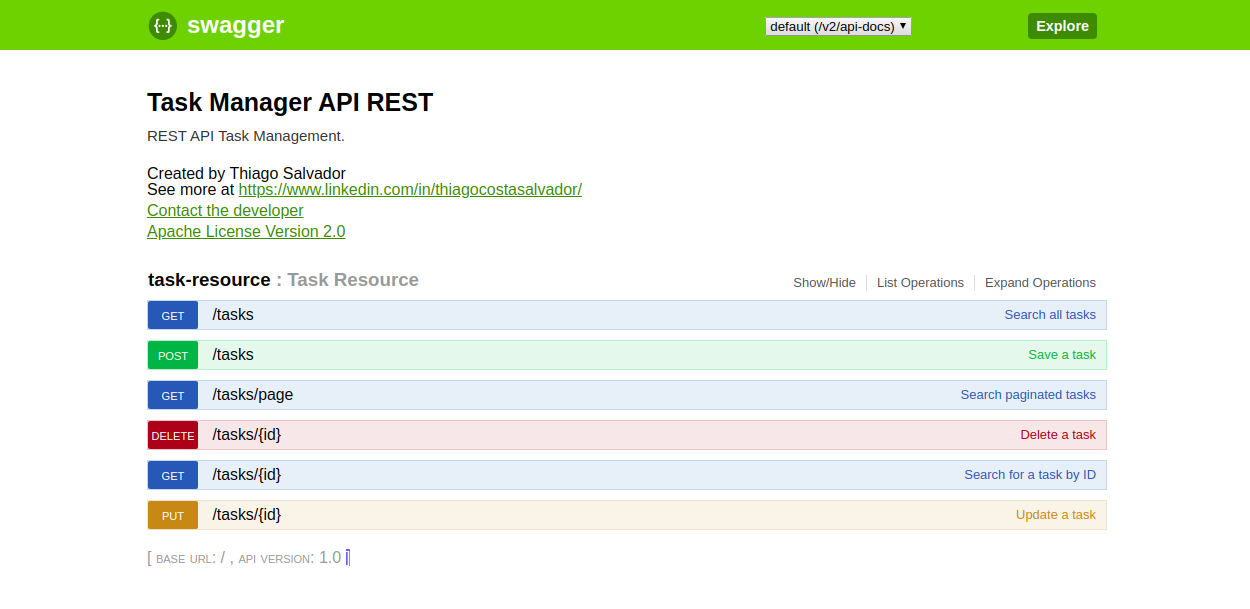 {···} swagger default (/v2/api-docs) Explore
Task Manager API REST
REST API Task Management.
Created by Thiago Salvador
See more at https://www.linkedin.com/in/thiagocostasalvador/
Contact the developer
Apache License Version 2.0
task-resource : Task Resource Show/Hide List Operations Expand Operations
GET /tasks Search all tasks
POST /tasks Save a task
GET /tasks/page Search paginated tasks
DELETE /tasks/{id} Delete a task
GET /tasks/{id} Search for a task by ID
PUT /tasks/{id} Update a task
[ BASE URL: / , API VERSION: 1.0 ]